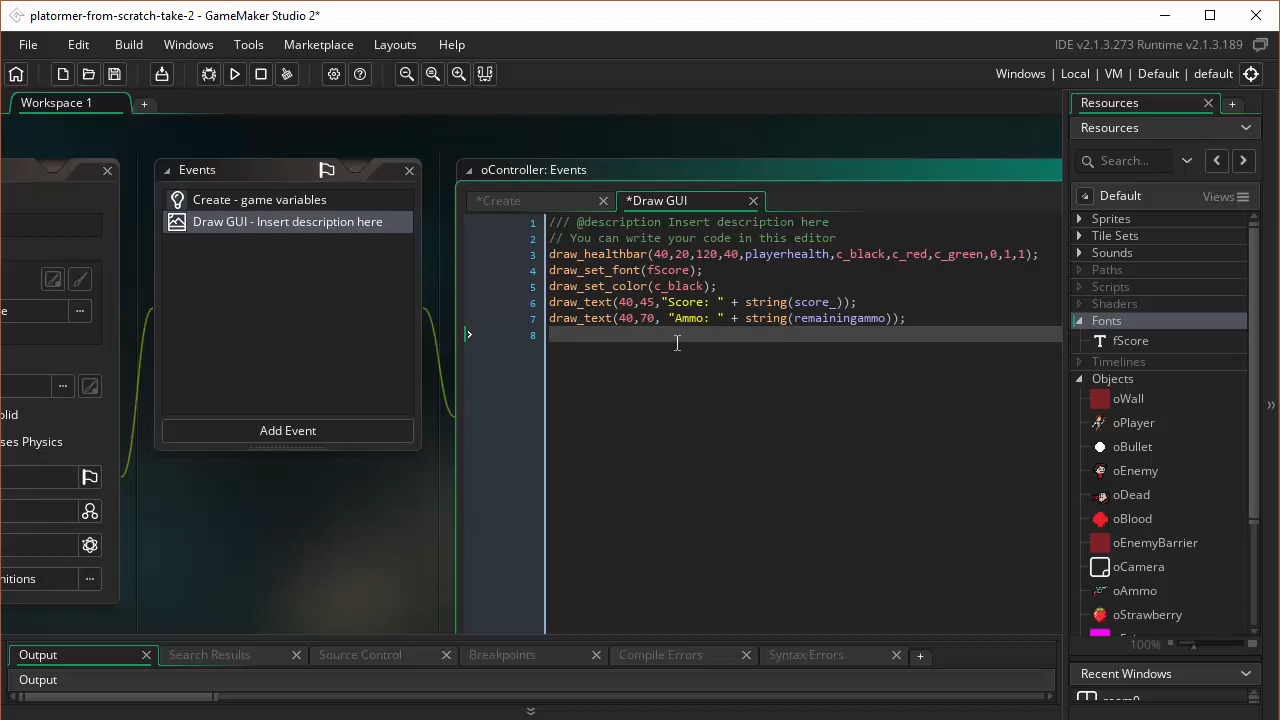 platormer-from-scratch-take-2 - GameMaker Studio 2*
File Edit Build Windows Tools Marketplace Layouts Help
IDE v2.1.3.273 Runtime v2.1.3.189
Windows | Local | VM | Default | default
Workspace 1
Events
Create - game variables
Draw GUI - Insert description here
Add Event
e
olid
ses Physics
nitions
oController: Events
*Create
*Draw GUI
1 /// @description Insert description here
2 // You can write your code in this editor
3 draw_healthbar(40,20,120,40,playerhealth,c_black,c_red,c_green,0,1,1);
4 draw_set_font(fScore);
5 draw_set_color(c_black);
6 draw_text(40,45,"Score: " + string(score_));
7 draw_text(40,70, "Ammo: " + string(remainingammo));
8
Resources
Resources
Search...
Default
Views
Sprites
Tile Sets
Sounds
Paths
Scripts
Shaders
Fonts
fScore
Timelines
Objects
oWall
oPlayer
oBullet
oEnemy
oDead
oBlood
oEnemyBarrier
oCamera
oAmmo
oStrawberry
100%
Recent Windows
room0
Output
Search Results
Source Control
Breakpoints
Compile Errors
Syntax Errors
Output